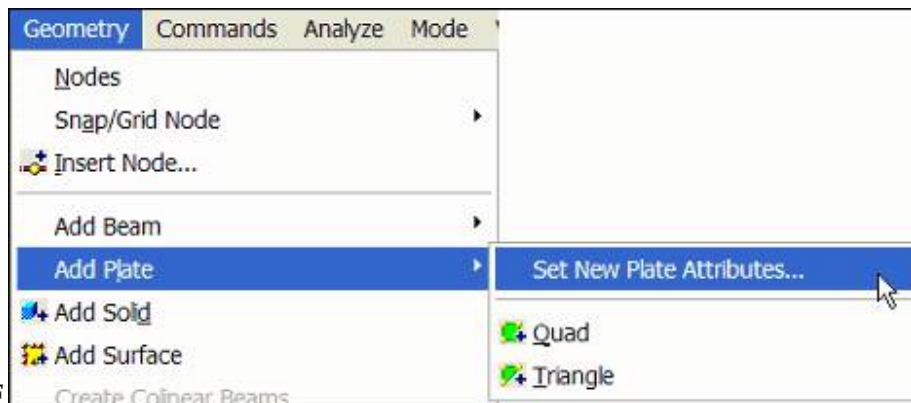 Geometry Commands Analyze Mode
Nodes
Snap/Grid Node
Insert Node...
Add Beam
Add Plate
Set New Plate Attributes...
Add Solid
Quad
Add Surface
Triangle
Create Colinear Beams